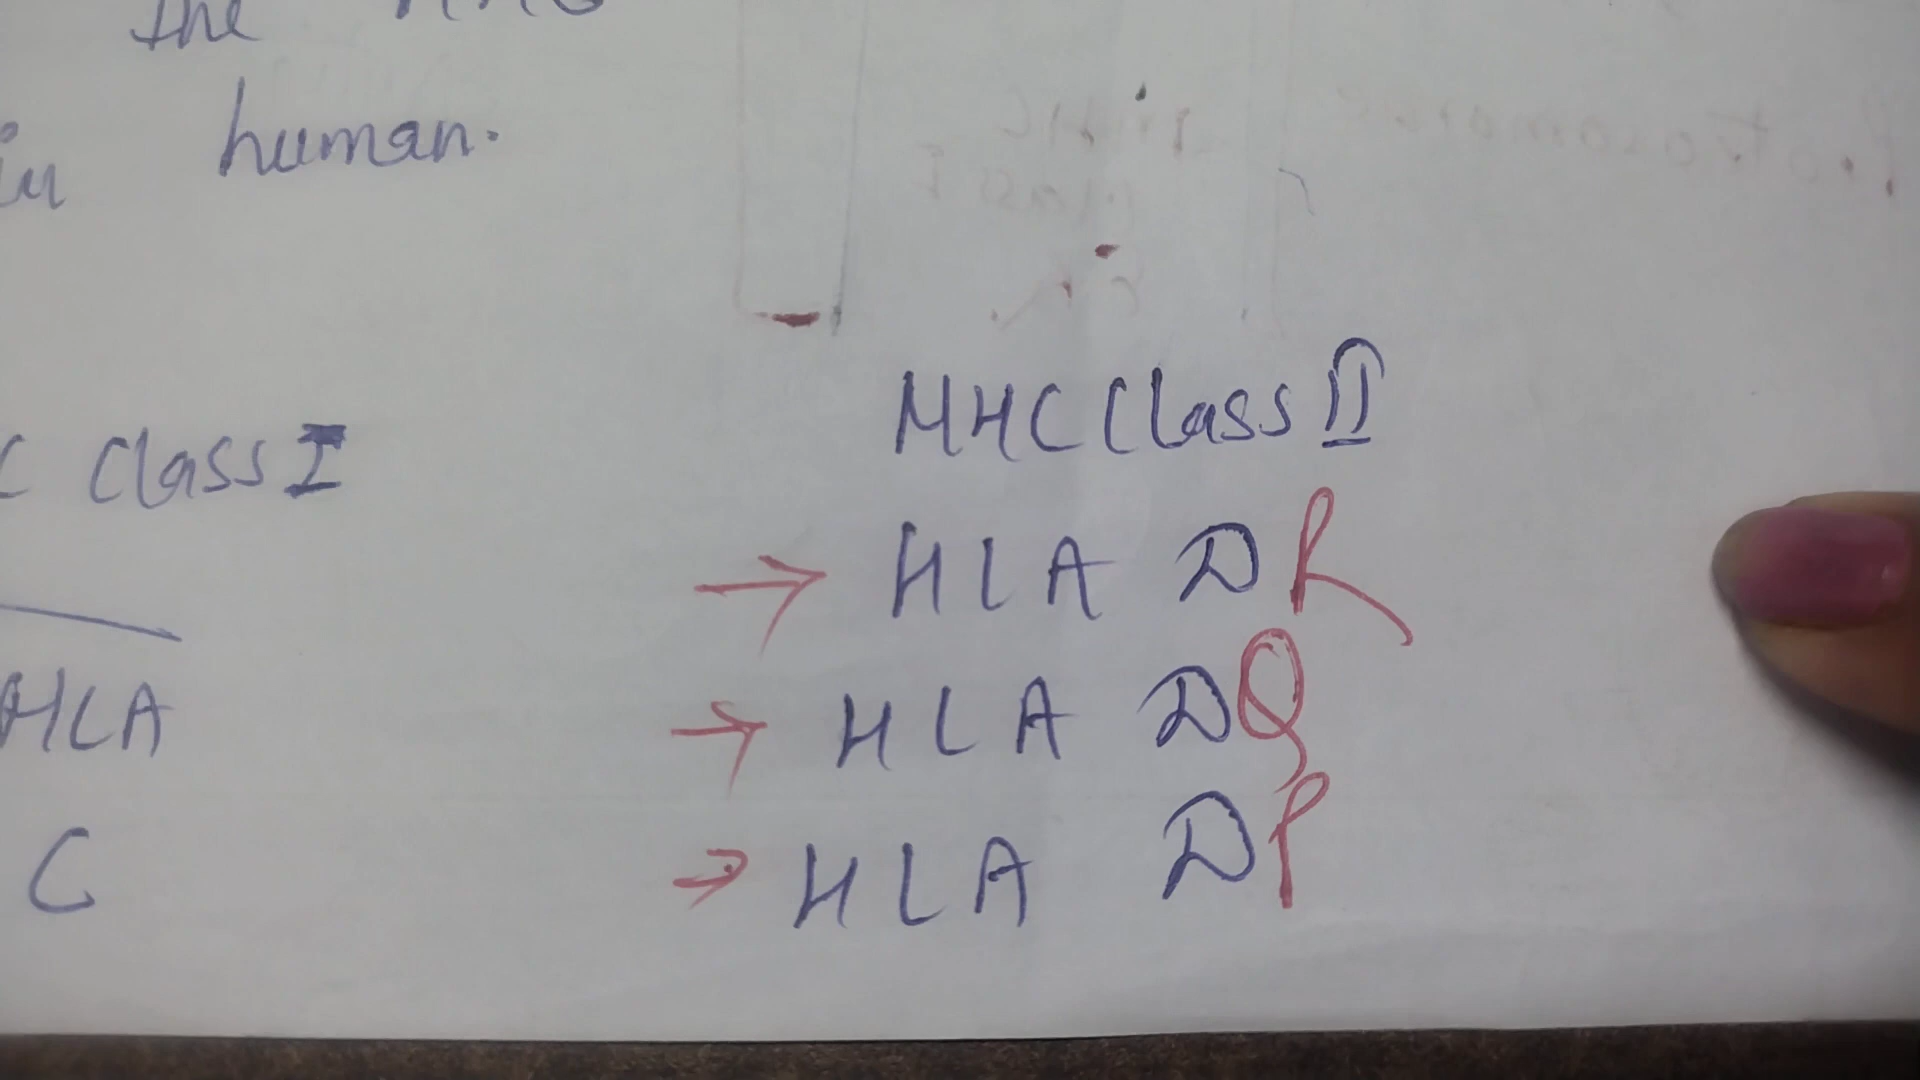 the
in human.
C Class I
MHC Class II
→ HLA DR
HLA
→ HLA DQ
C
→ HLA DP